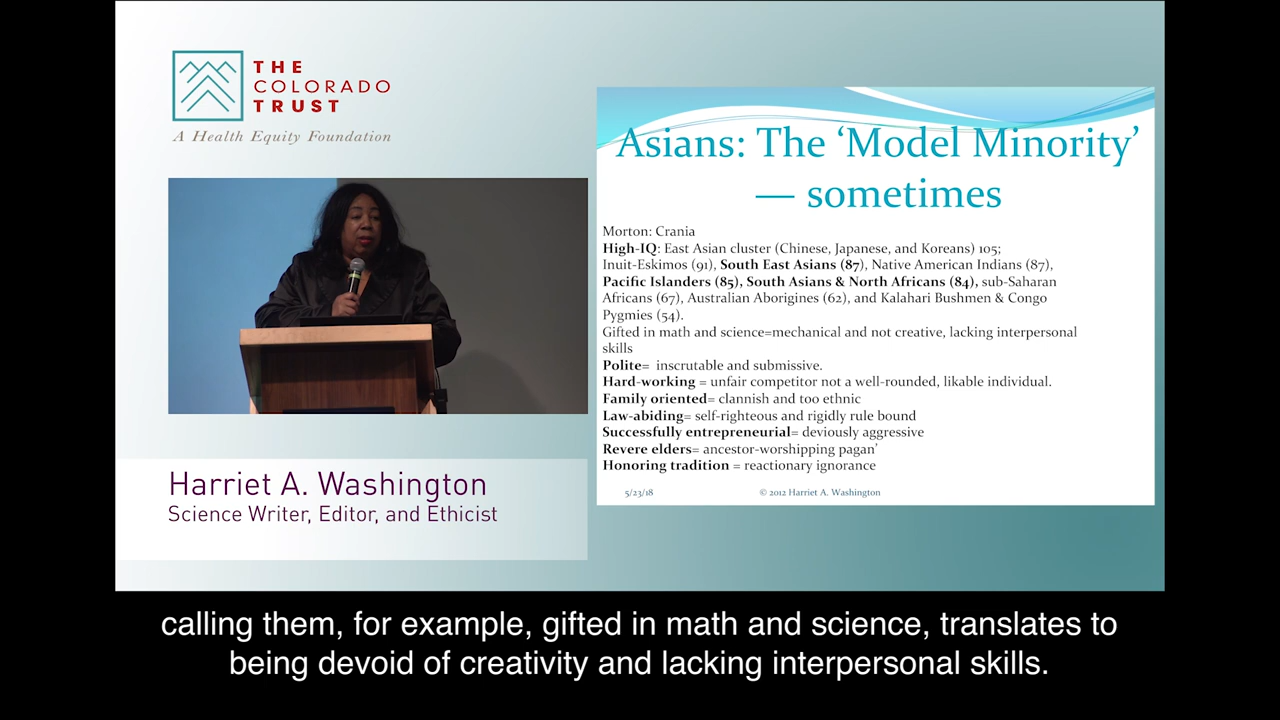 THE
COLORADO
TRUST
A Health Equity Foundation
Asians: The ‘Model Minority’
— sometimes
Morton: Crania
High-IQ: East Asian cluster (Chinese, Japanese, and Koreans) 105;
Inuit-Eskimos (91), South East Asians (87), Native American Indians (87),
Pacific Islanders (85), South Asians & North Africans (84), sub-Saharan
Africans (67), Australian Aborigines (62), and Kalahari Bushmen & Congo
Pygmies (54).
Gifted in math and science=mechanical and not creative, lacking interpersonal
skills
Polite= inscrutable and submissive.
Hard-working = unfair competitor not a well-rounded, likable individual.
Family oriented= clannish and too ethnic
Law-abiding= self-righteous and rigidly rule bound
Successfully entrepreneurial= deviously aggressive
Revere elders= ancestor-worshipping pagan’
Honoring tradition = reactionary ignorance
5/23/18 © 2012 Harriet A. Washington
Harriet A. Washington
Science Writer, Editor, and Ethicist
calling them, for example, gifted in math and science, translates to
being devoid of creativity and lacking interpersonal skills.